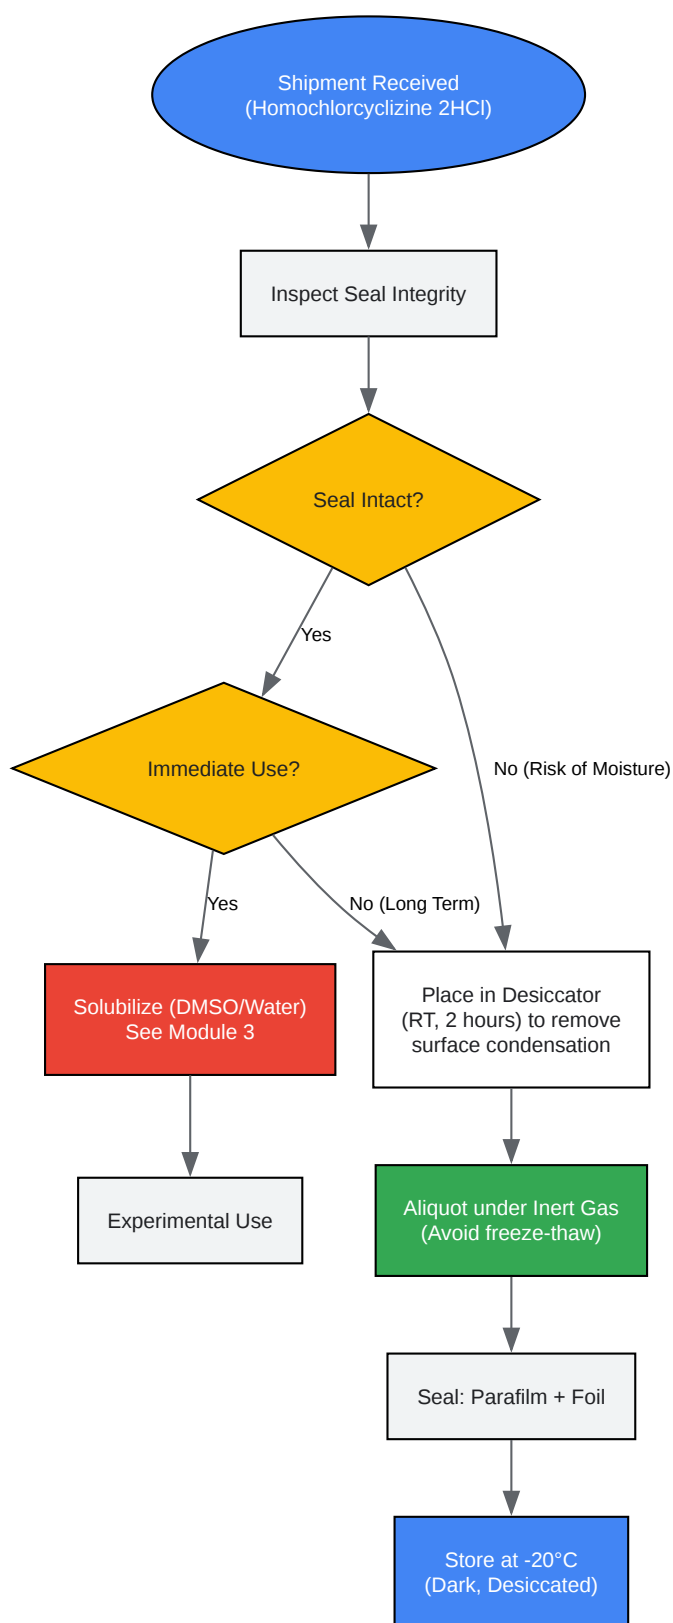 Shipment Received
(Homochlorcyclizine 2HCl)
Inspect Seal Integrity
Seal Intact?
Yes
Immediate Use?
No (Risk of Moisture)
Yes
No (Long Term)
Solubilize (DMSO/Water)
See Module 3
Place in Desiccator
(RT, 2 hours) to remove
surface condensation
Experimental Use
Aliquot under Inert Gas
(Avoid freeze-thaw)
Seal: Parafilm + Foil
Store at -20°C
(Dark, Desiccated)